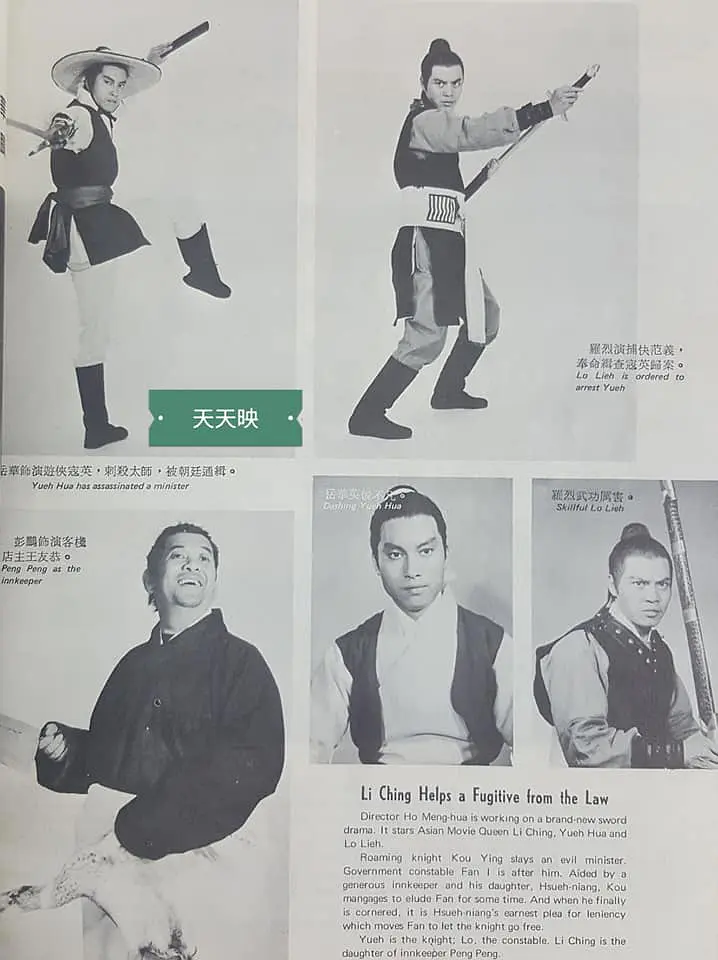 岳華飾演遊俠寇英，刺殺太師，被朝廷通緝。
Yueh Hua has assassinated a minister
天天映
羅烈演捕快范義，
奉命緝查寇英歸案。
Lo Lieh is ordered to
arrest Yueh
彭鵬飾演客棧
店主王友恭。
Peng Peng as the
innkeeper
岳華英俊不凡。
Dashing Yueh Hua
羅烈武功厲害。
Skillful Lo Lieh
Li Ching Helps a Fugitive from the Law
Director Ho Meng-hua is working on a brand-new sword
drama. It stars Asian Movie Queen Li Ching, Yueh Hua and
Lo Lieh.
Roaming knight Kou Ying slays an evil minister.
Government constable Fan I is after him. Aided by a
generous innkeeper and his daughter, Hsueh-niang, Kou
mangages to elude Fan for some time. And when he finally
is cornered, it is Hsueh-niang's earnest plea for leniency
which moves Fan to let the knight go free.
Yueh is the knight; Lo, the constable. Li Ching is the
daughter of innkeeper Peng Peng.